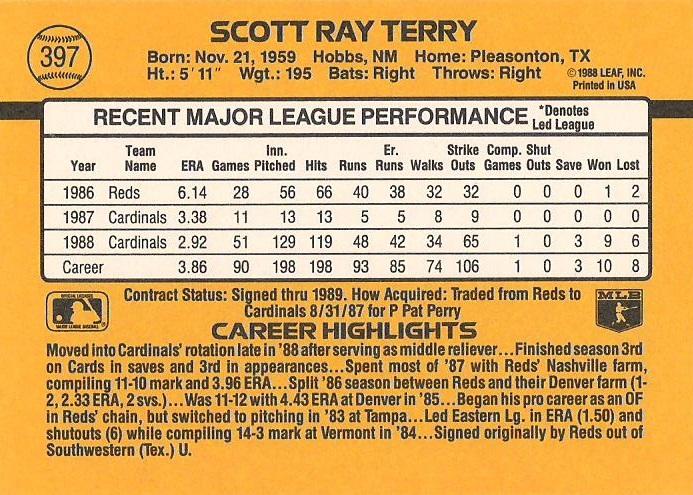 397
SCOTT RAY TERRY
Born: Nov. 21, 1959 Hobbs, NM Home: Pleasonton, TX
Ht.: 5'11" Wgt.: 195 Bats: Right Throws: Right
©1988 LEAF, INC.
Printed in USA
RECENT MAJOR LEAGUE PERFORMANCE *Denotes Led League
Year Team Name ERA Games Inn. Pitched Hits Runs Er. Runs Walks Strike Outs Comp. Games Shut Outs Save Won Lost
1986 Reds 6.14 28 56 66 40 38 32 32 0 0 0 1 2
1987 Cardinals 3.38 11 13 13 5 5 8 9 0 0 0 0 0
1988 Cardinals 2.92 51 129 119 48 42 34 65 1 0 3 9 6
Career 3.86 90 198 198 93 85 74 106 1 0 3 10 8
Contract Status: Signed thru 1989. How Acquired: Traded from Reds to
Cardinals 8/31/87 for P Pat Perry
MLB
CAREER HIGHLIGHTS
Moved into Cardinals' rotation late in '88 after serving as middle reliever...Finished season 3rd
on Cards in saves and 3rd in appearances...Spent most of '87 with Reds' Nashville farm,
compiling 11-10 mark and 3.96 ERA...Split '86 season between Reds and their Denver farm (1-
2, 2.33 ERA, 2 svs.)...Was 11-12 with 4.43 ERA at Denver in '85...Began his pro career as an OF
in Reds' chain, but switched to pitching in '83 at Tampa...Led Eastern Lg. in ERA (1.50) and
shutouts (6) while compiling 14-3 mark at Vermont in '84...Signed originally by Reds out of
Southwestern (Tex.) U.